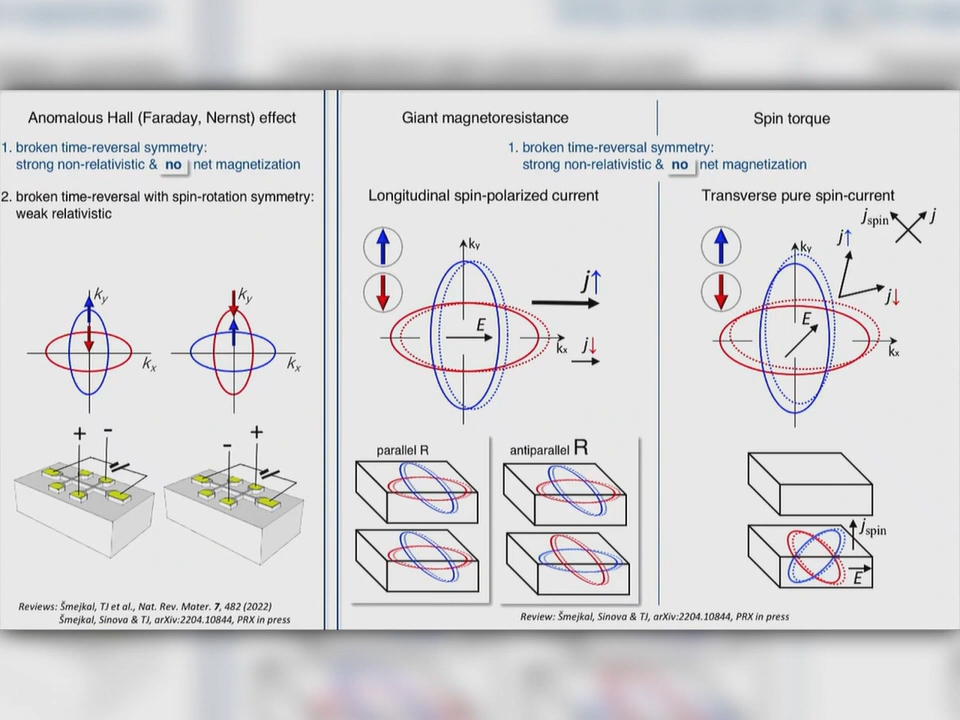 Anomalous Hall (Faraday, Nernst) effect
1. broken time-reversal symmetry:
strong non-relativistic & no net magnetization
2. broken time-reversal with spin-rotation symmetry:
weak relativistic
ky
kx
ky
kx
+ -
- +
Reviews: Šmejkal, TJ et al., Nat. Rev. Mater. 7, 482 (2022)
Šmejkal, Sinova & TJ, arXiv:2204.10844, PRX in press
Giant magnetoresistance
Spin torque
1. broken time-reversal symmetry:
strong non-relativistic & no net magnetization
Longitudinal spin-polarized current
ky
j↑
E
kx
j↓
parallel R
antiparallel R
Transverse pure spin-current
jspin j
ky
j↑
j↓
E
kx
jspin
E
Review: Šmejkal, Sinova & TJ, arXiv:2204.10844, PRX in press